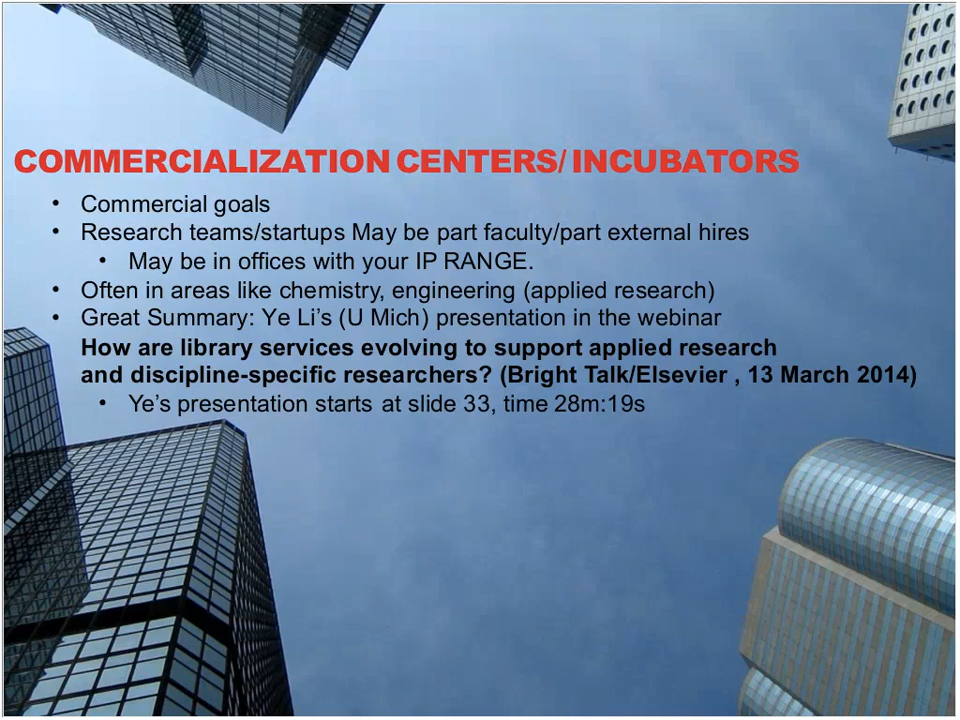 COMMERCIALIZATION CENTERS/ INCUBATORS
• Commercial goals
• Research teams/startups May be part faculty/part external hires
• May be in offices with your IP RANGE.
• Often in areas like chemistry, engineering (applied research)
• Great Summary: Ye Li’s (U Mich) presentation in the webinar
How are library services evolving to support applied research
and discipline-specific researchers? (Bright Talk/Elsevier , 13 March 2014)
• Ye’s presentation starts at slide 33, time 28m:19s